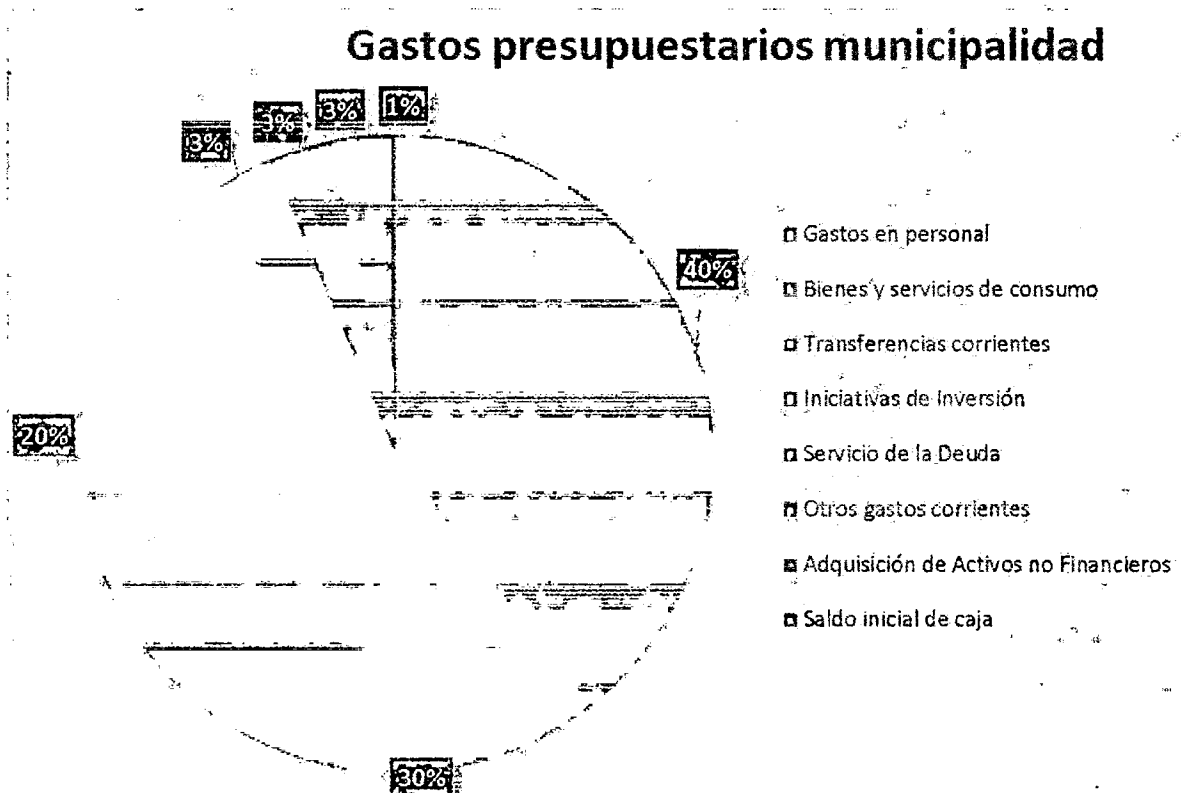 Gastos presupuestarios municipalidad
3%
3%
3%
1%
40%
20%
30%
Gastos en personal
Bienes y servicios de consumo
Transferencias corrientes
Iniciativas de Inversión
Servicio de la Deuda
Otros gastos corrientes
Adquisición de Activos no Financieros
Saldo inicial de caja